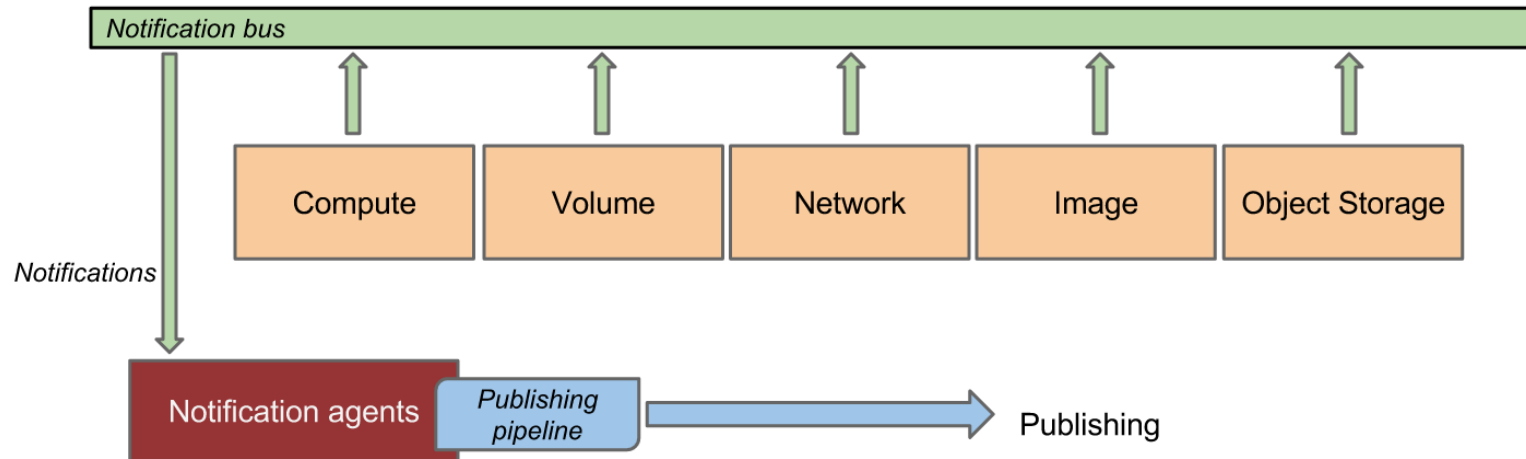 Notification bus
Compute
Volume
Network
Image
Object Storage
Notifications
Notification agents
Publishing
pipeline
Publishing